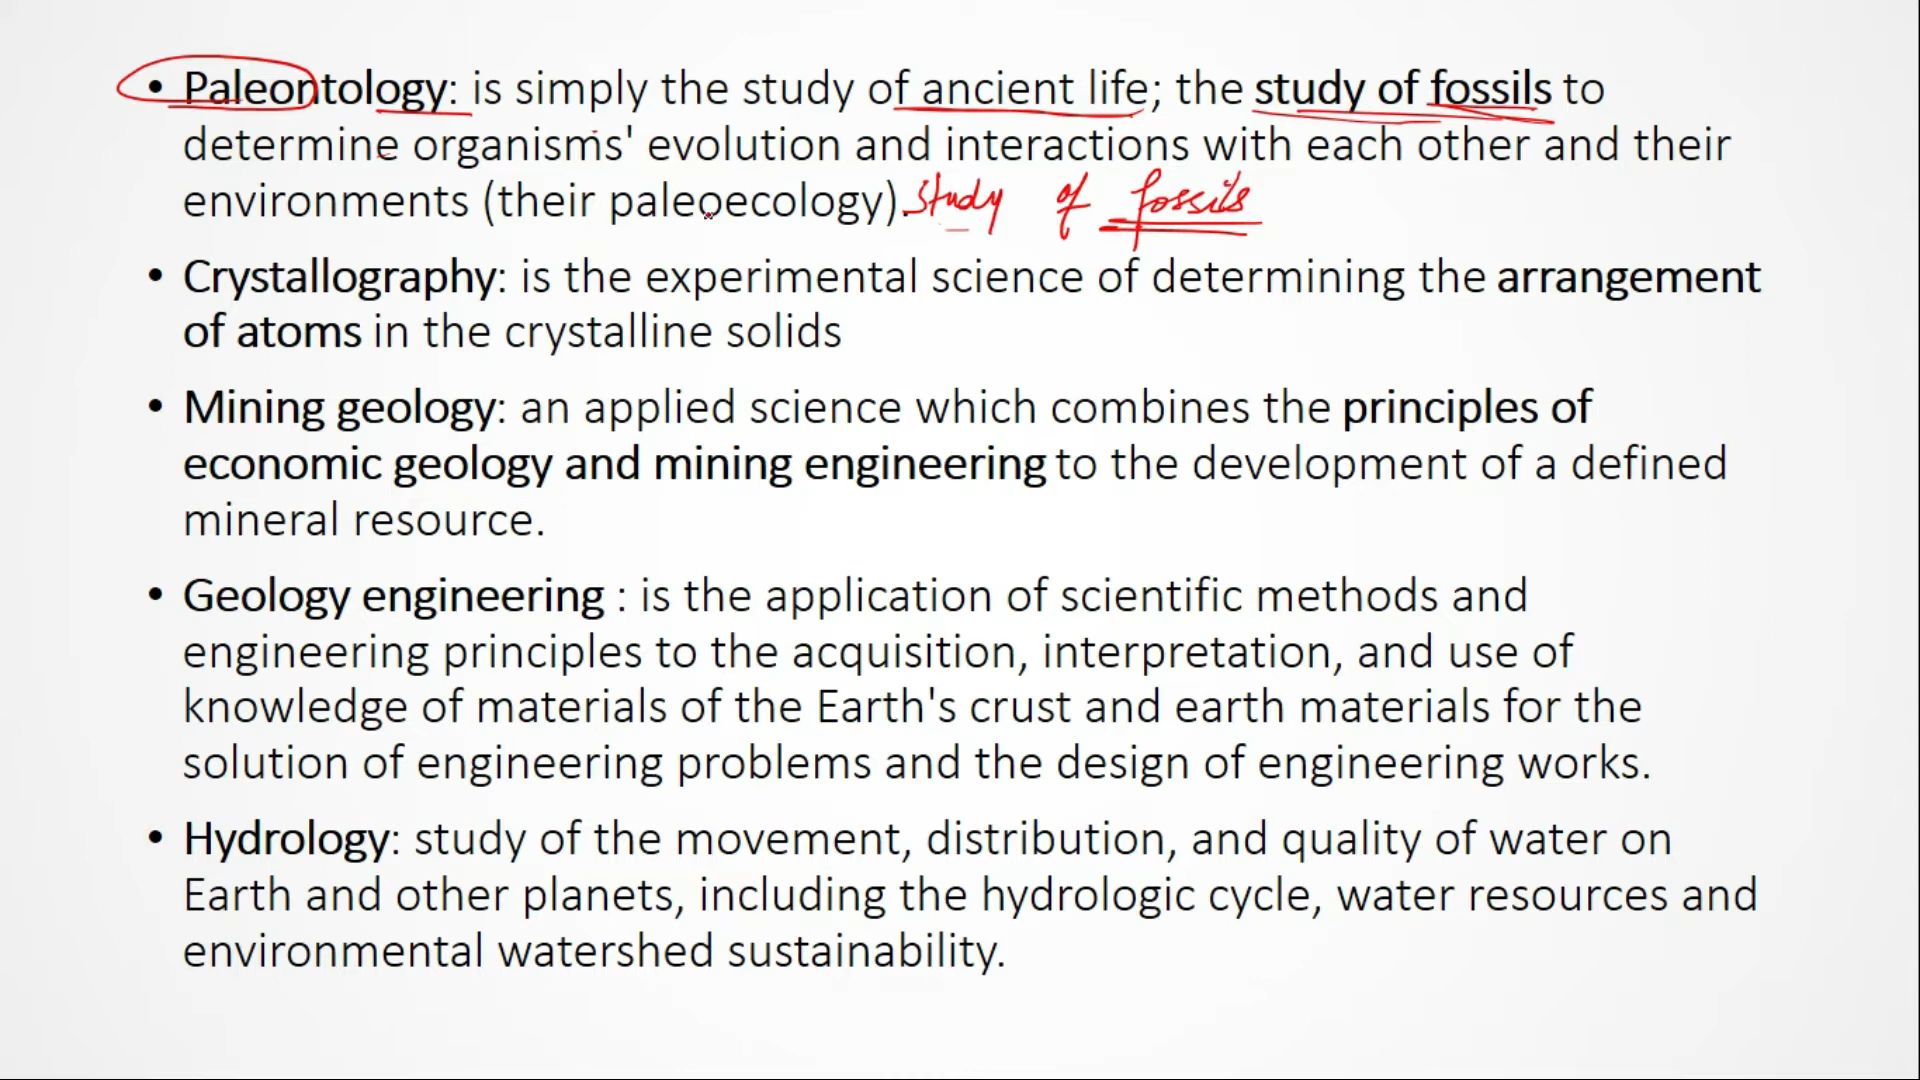 • Paleontology: is simply the study of ancient life; the study of fossils to
determine organisms' evolution and interactions with each other and their
environments (their paleoecology). Study of fossils
• Crystallography: is the experimental science of determining the arrangement
of atoms in the crystalline solids
• Mining geology: an applied science which combines the principles of
economic geology and mining engineering to the development of a defined
mineral resource.
• Geology engineering : is the application of scientific methods and
engineering principles to the acquisition, interpretation, and use of
knowledge of materials of the Earth's crust and earth materials for the
solution of engineering problems and the design of engineering works.
• Hydrology: study of the movement, distribution, and quality of water on
Earth and other planets, including the hydrologic cycle, water resources and
environmental watershed sustainability.